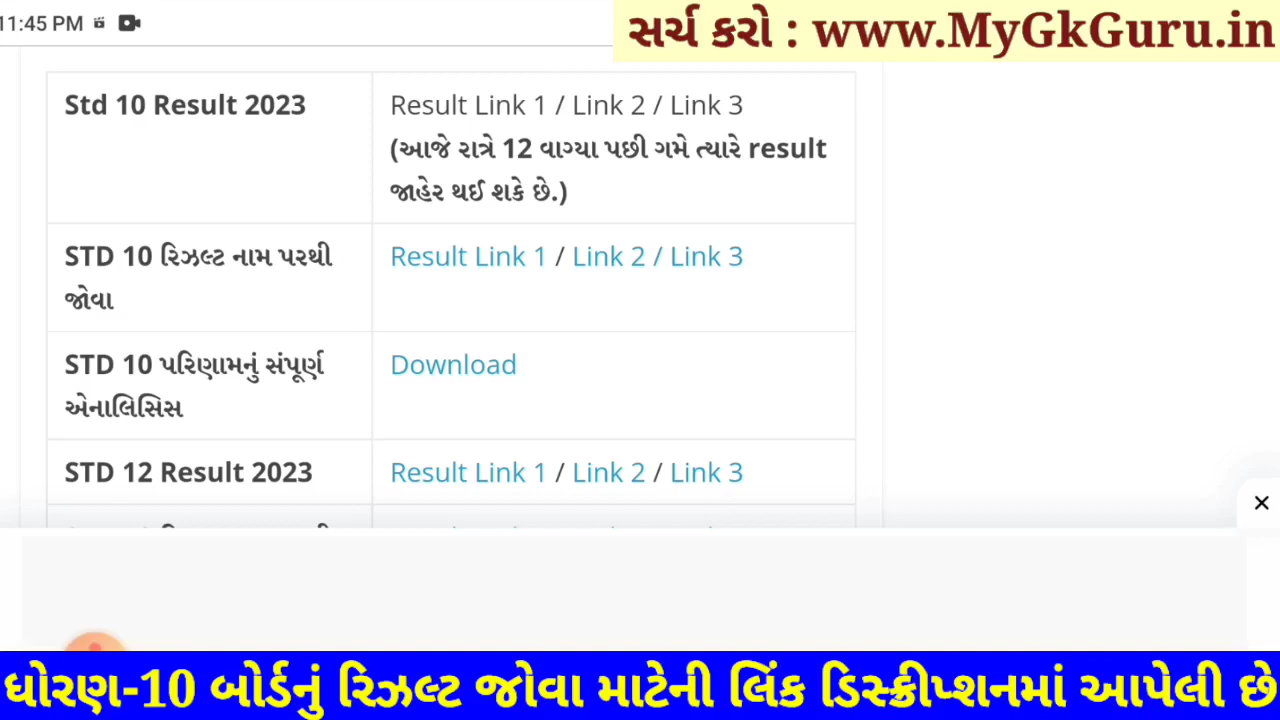 11:45 PM
સર્ચ કરો : www.MyGkGuru.in
Std 10 Result 2023
Result Link 1 / Link 2 / Link 3
(આજે રાત્રે 12 વાગ્યા પછી ગમે ત્યારે result
જાહેર થઈ શકે છે.)
STD 10 રિઝલ્ટ નામ પરથી
જોવા
Result Link 1 / Link 2 / Link 3
STD 10 પરિણામનું સંપૂર્ણ
એનાલિસિસ
Download
STD 12 Result 2023
Result Link 1 / Link 2 / Link 3
ધોરણ-10 બોર્ડનું રિઝલ્ટ જોવા માટેની લિંક ડિસ્ક્રીપ્શનમાં આપેલી છે